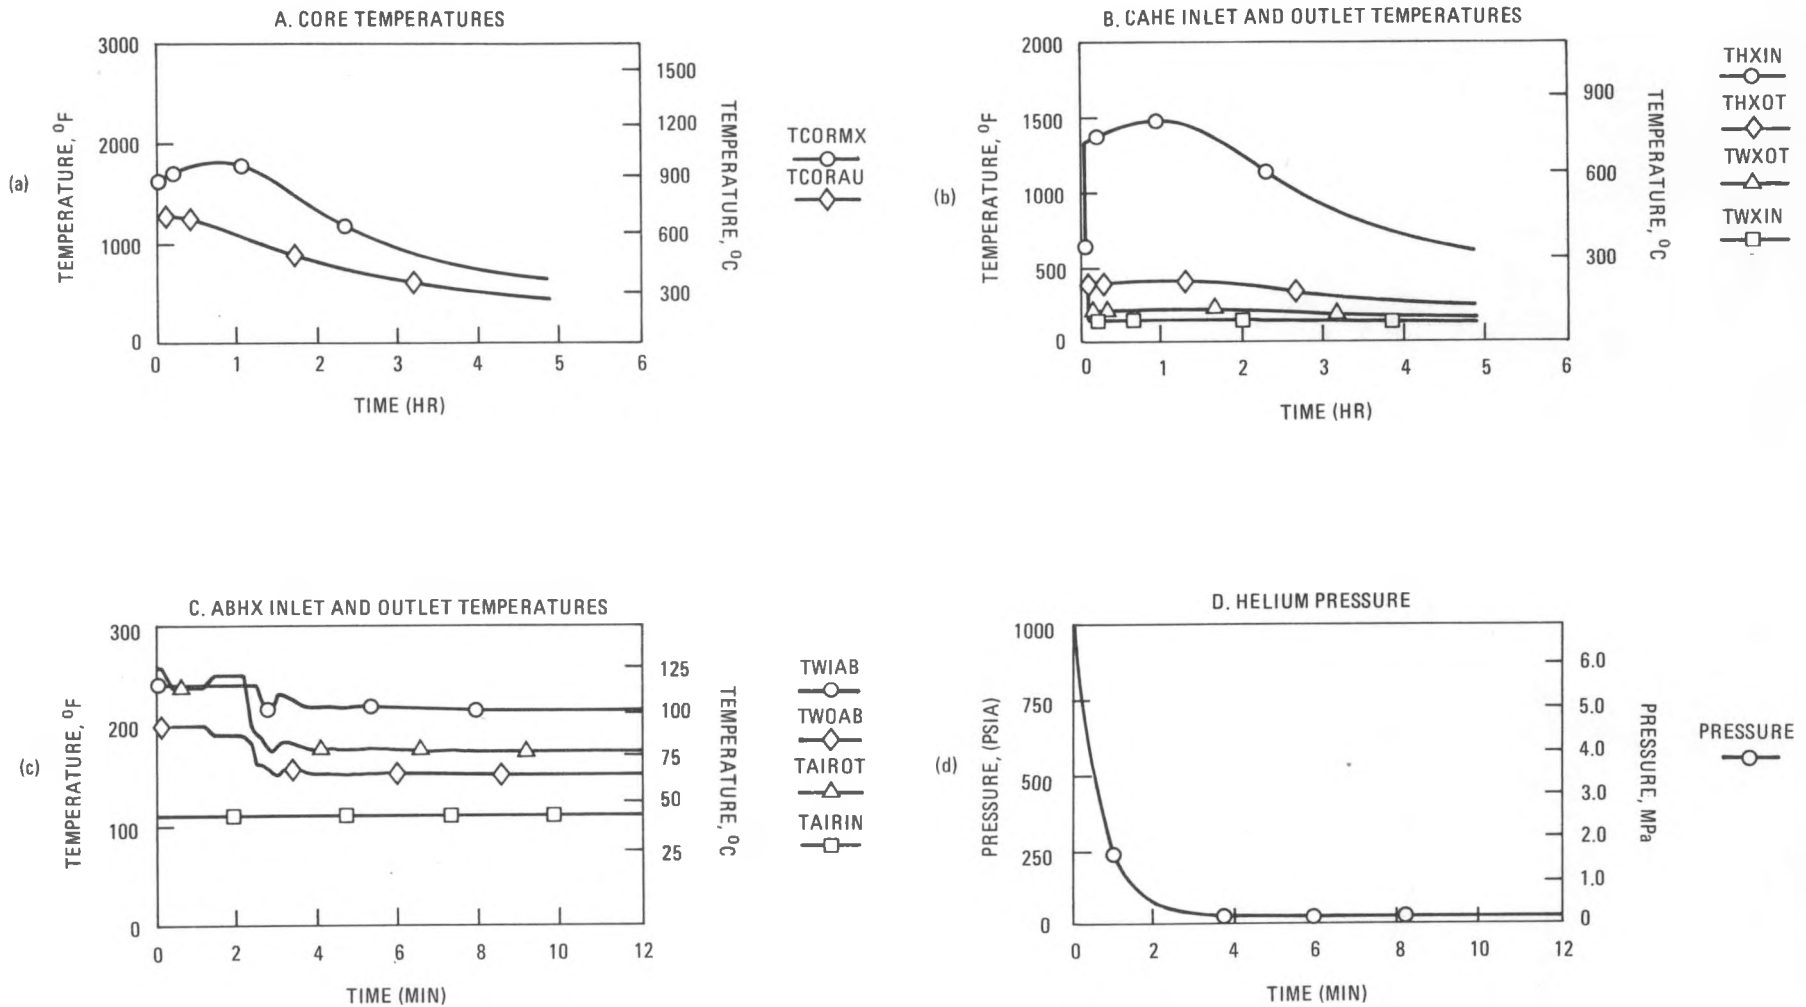 A. CORE TEMPERATURES
3000
2000
1000
0
TEMPERATURE, °F
(a)
1500
1200
900
600
300
TEMPERATURE, °C
0 1 2 3 4 5 6
TIME (HR)
TCORMX
TCORAU
B. CAHE INLET AND OUTLET TEMPERATURES
2000
1500
1000
500
0
TEMPERATURE, °F
(b)
900
600
300
TEMPERATURE, °C
0 1 2 3 4 5 6
TIME (HR)
THXIN
THXOT
TWXOT
TWXIN
C. ABHX INLET AND OUTLET TEMPERATURES
300
200
100
0
TEMPERATURE, °F
(c)
125
100
75
50
25
TEMPERATURE, °C
0 2 4 6 8 10 12
TIME (MIN)
TWIAB
TWOAB
TAIROT
TAIRIN
D. HELIUM PRESSURE
1000
750
500
250
0
PRESSURE, (PSIA)
(d)
6.0
5.0
4.0
3.0
2.0
1.0
0
PRESSURE, MPa
0 2 4 6 8 10 12
TIME (MIN)
PRESSURE